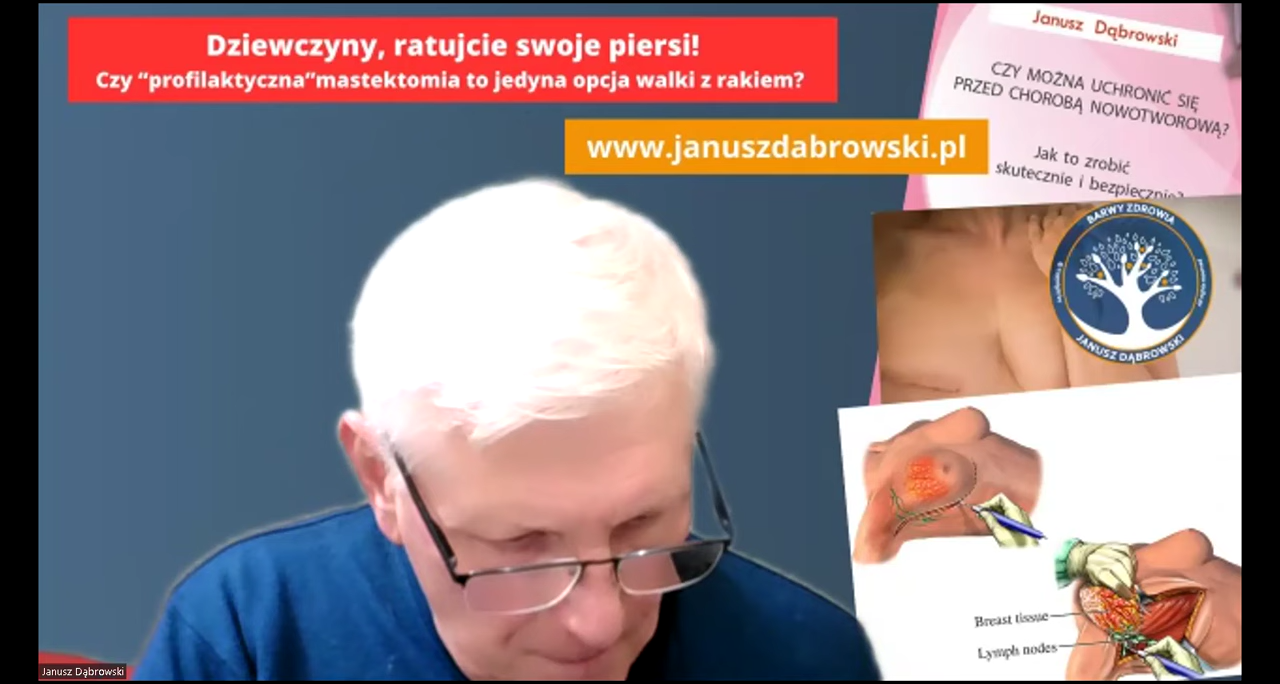 Dziewczyny, ratujcie swoje piersi!
Czy “profilaktyczna”mastektomia to jedyna opcja walki z rakiem?
www.januszdabrowski.pl
Janusz Dąbrowski
CZY MOŻNA UCHRONIĆ SIĘ
PRZED CHOROBĄ NOWOTWOROWĄ?
Jak to zrobić
skutecznie i bezpiecznie?
BARWY ZDROWIA
JANUSZ DĄBROWSKI
Breast tissue
Lymph nodes
Janusz Dąbrowski